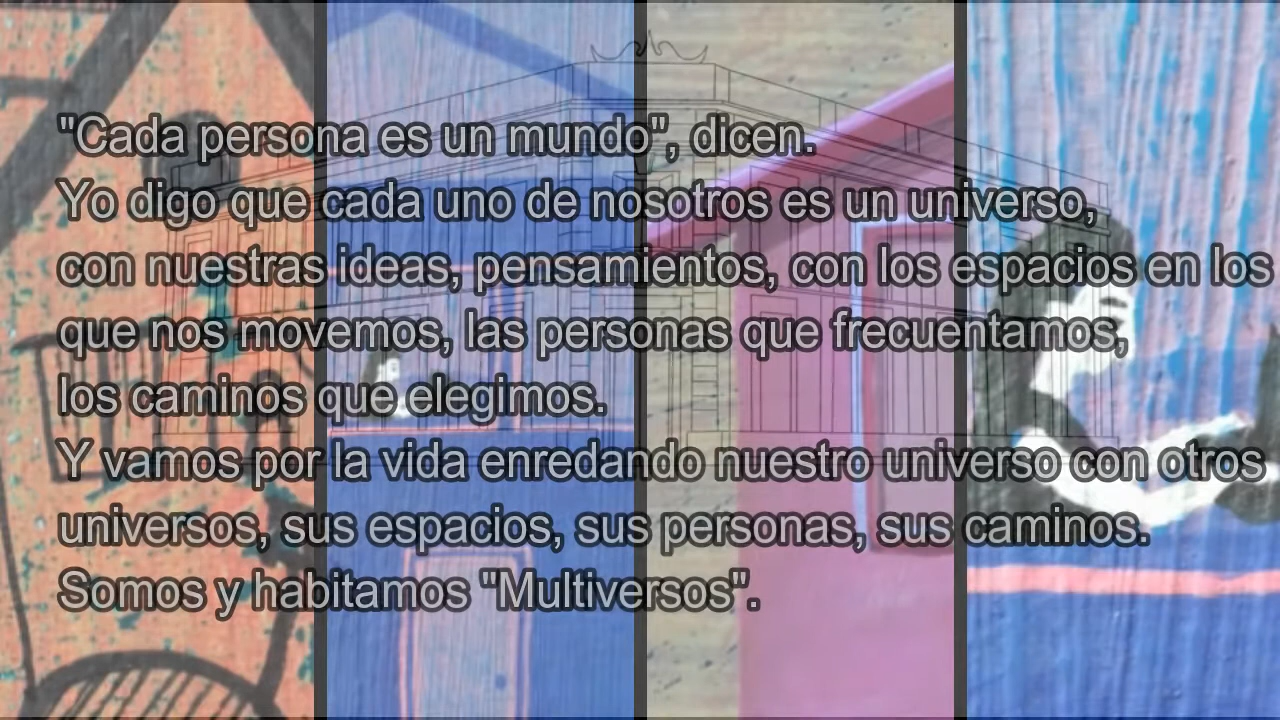 "Cada persona es un mundo", dicen.
Yo digo que cada uno de nosotros es un universo,
con nuestras ideas, pensamientos, con los espacios en los
que nos movemos, las personas que frecuentamos,
los caminos que elegimos.
Y vamos por la vida enredando nuestro universo con otros
universos, sus espacios, sus personas, sus caminos.
Somos y habitamos "Multiversos".